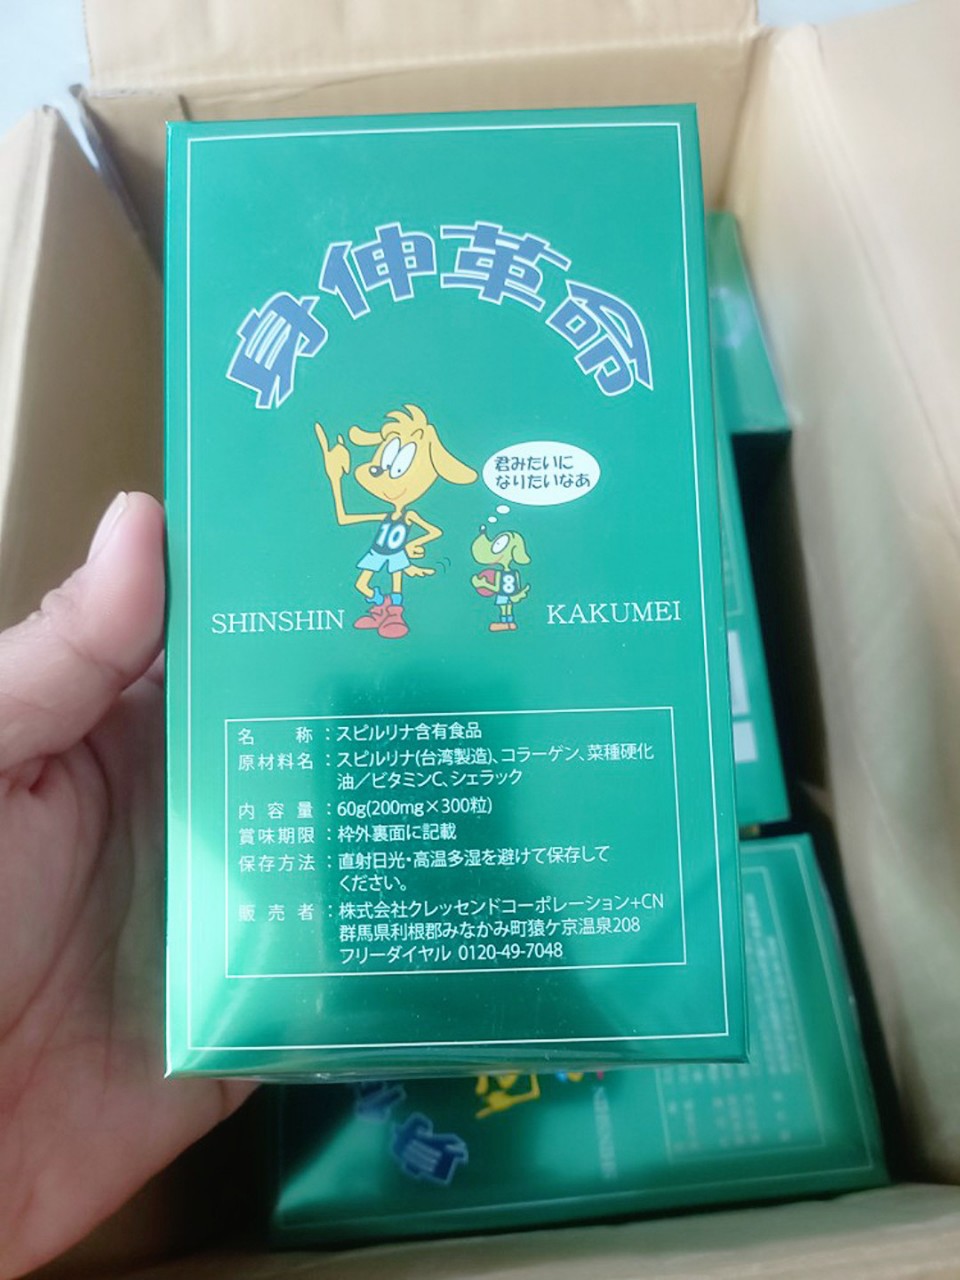 身伸革命
君みたいに
なりたいなあ
10
8
SHINSHIN
KAKUMEI
名称：スピルリナ含有食品
原材料名：スピルリナ(台湾製造)、コラーゲン、菜種硬化
油／ビタミンC、シェラック
内容量：60g(200mg×300粒)
賞味期限：枠外裏面に記載
保存方法：直射日光・高温多湿を避けて保存して
ください。
販売者：株式会社クレッセンドコーポレーション+CN
群馬県利根郡みなかみ町猿ケ京温泉208
フリーダイヤル 0120-49-7048